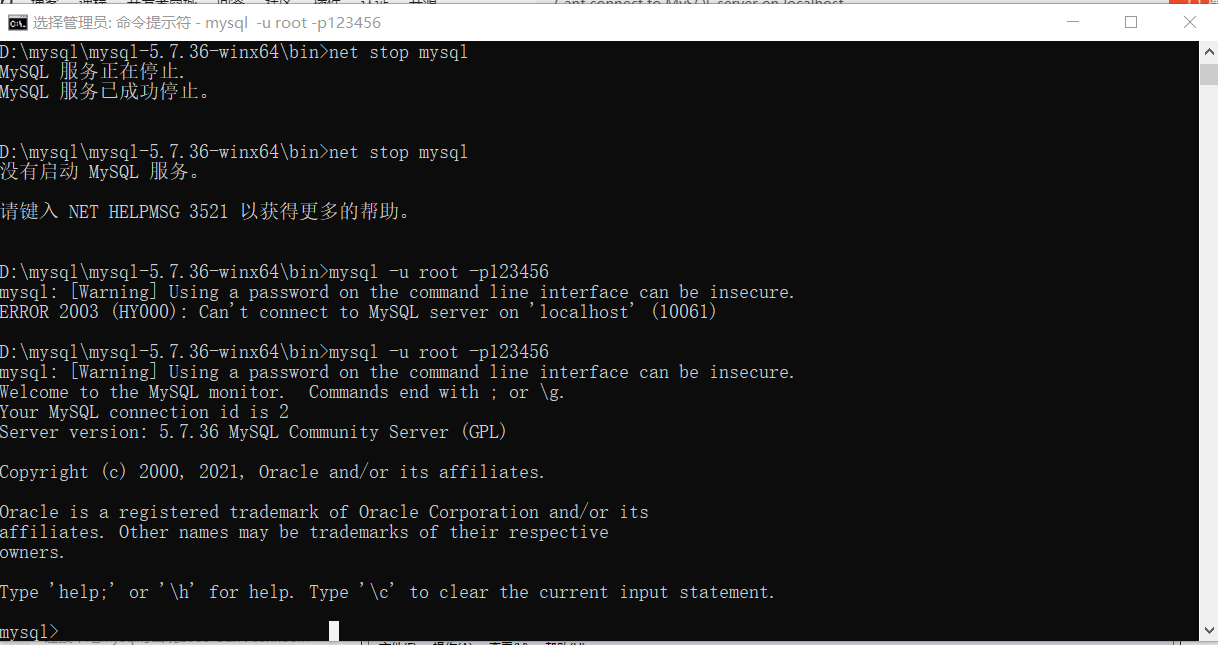 选择管理员: 命令提示符 - mysql  -u root -p123456
D:\mysql\mysql-5.7.36-winx64\bin>net stop mysql
MySQL 服务正在停止.
MySQL 服务已成功停止。
D:\mysql\mysql-5.7.36-winx64\bin>net stop mysql
没有启动 MySQL 服务。
请键入 NET HELPMSG 3521 以获得更多的帮助。
D:\mysql\mysql-5.7.36-winx64\bin>mysql -u root -p123456
mysql: [Warning] Using a password on the command line interface can be insecure.
ERROR 2003 (HY000): Can't connect to MySQL server on 'localhost' (10061)
D:\mysql\mysql-5.7.36-winx64\bin>mysql -u root -p123456
mysql: [Warning] Using a password on the command line interface can be insecure.
Welcome to the MySQL monitor.  Commands end with ; or \g.
Your MySQL connection id is 2
Server version: 5.7.36 MySQL Community Server (GPL)
Copyright (c) 2000, 2021, Oracle and/or its affiliates.
Oracle is a registered trademark of Oracle Corporation and/or its
affiliates. Other names may be trademarks of their respective
owners.
Type 'help;' or '\h' for help. Type '\c' to clear the current input statement.
mysql>